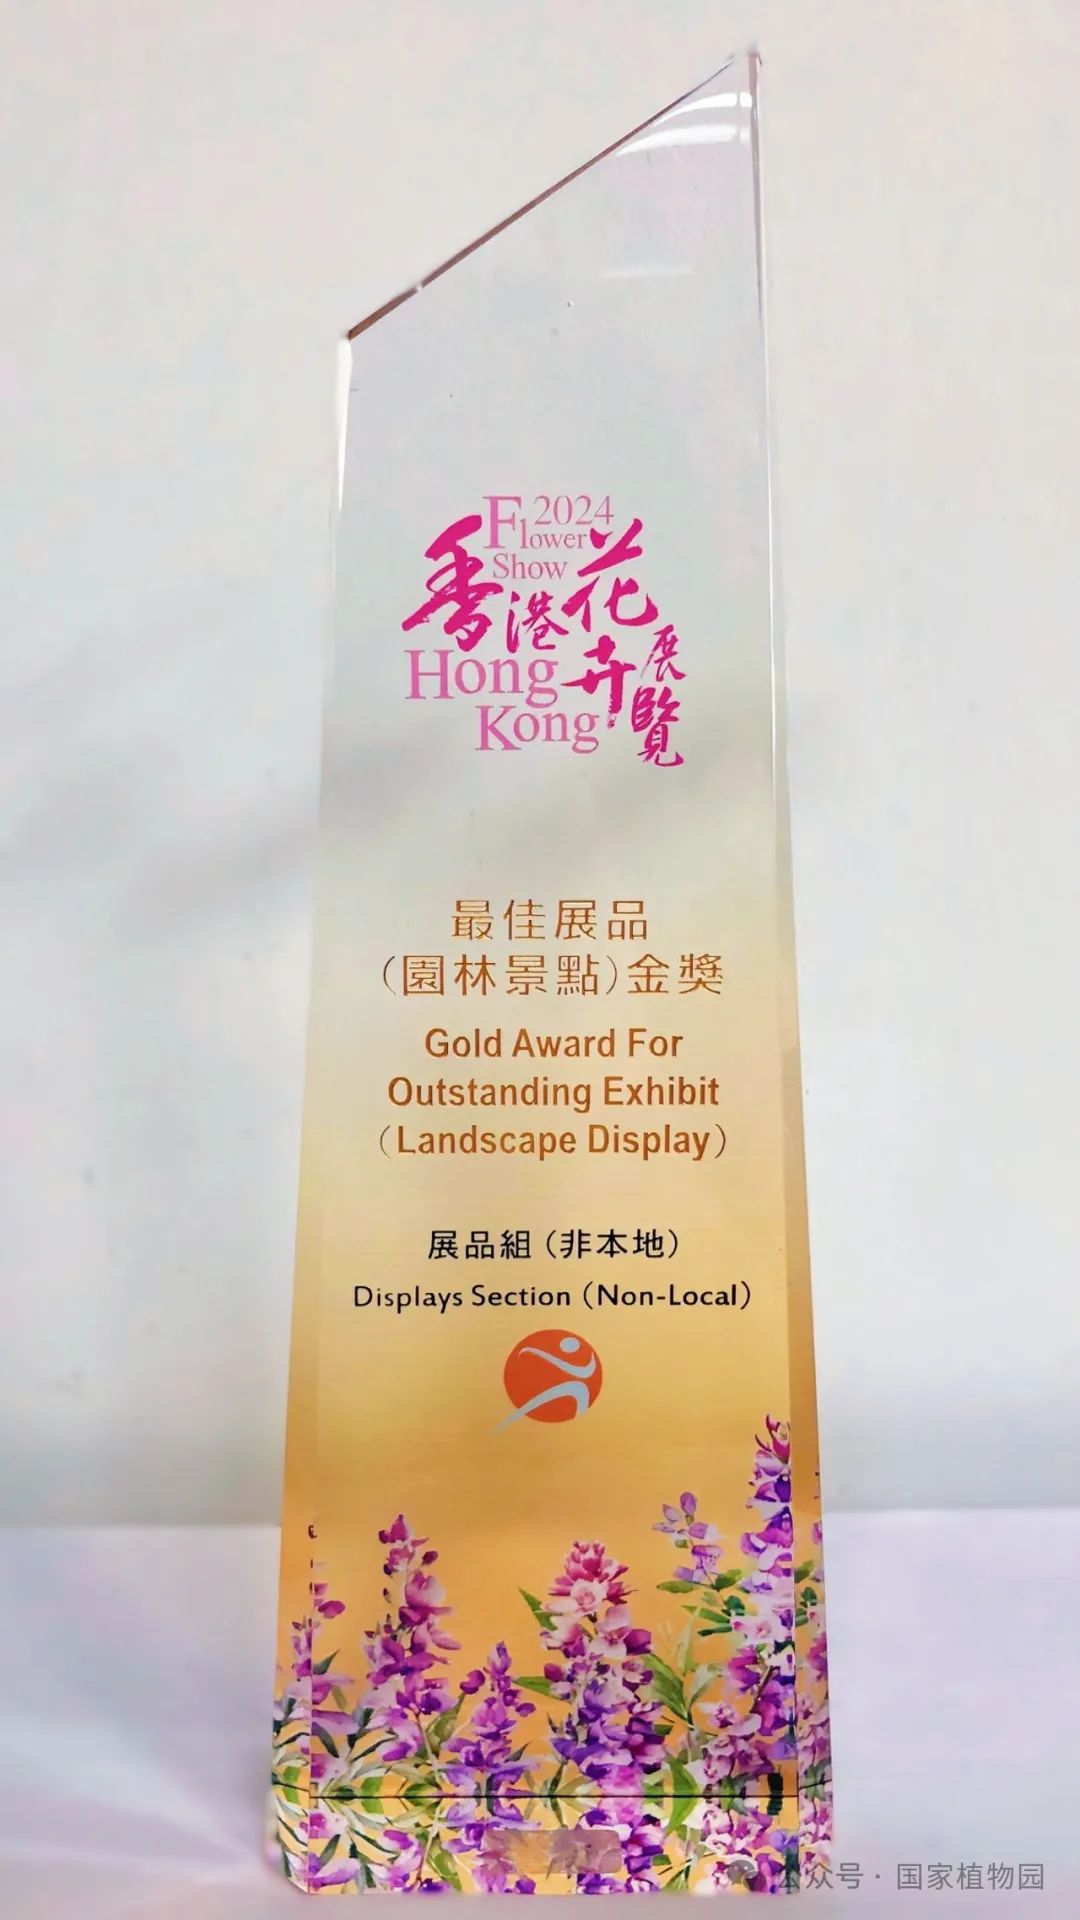 2024
Flower
Show
香港花卉展覽
Hong
Kong
最佳展品
（園林景點）金獎
Gold Award For
Outstanding Exhibit
（Landscape Display）
展品組（非本地）
Displays Section（Non-Local）
公众号 · 国家植物园